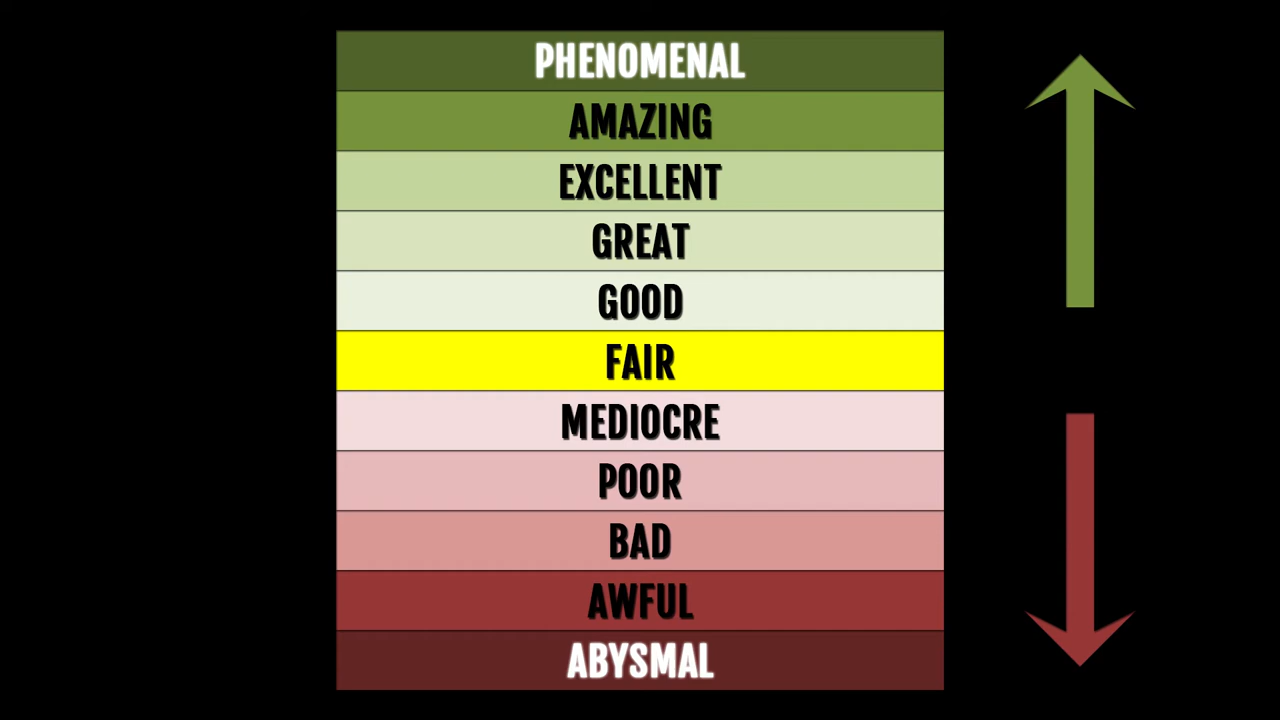 PHENOMENAL
AMAZING
EXCELLENT
GREAT
GOOD
FAIR
MEDIOCRE
POOR
BAD
AWFUL
ABYSMAL